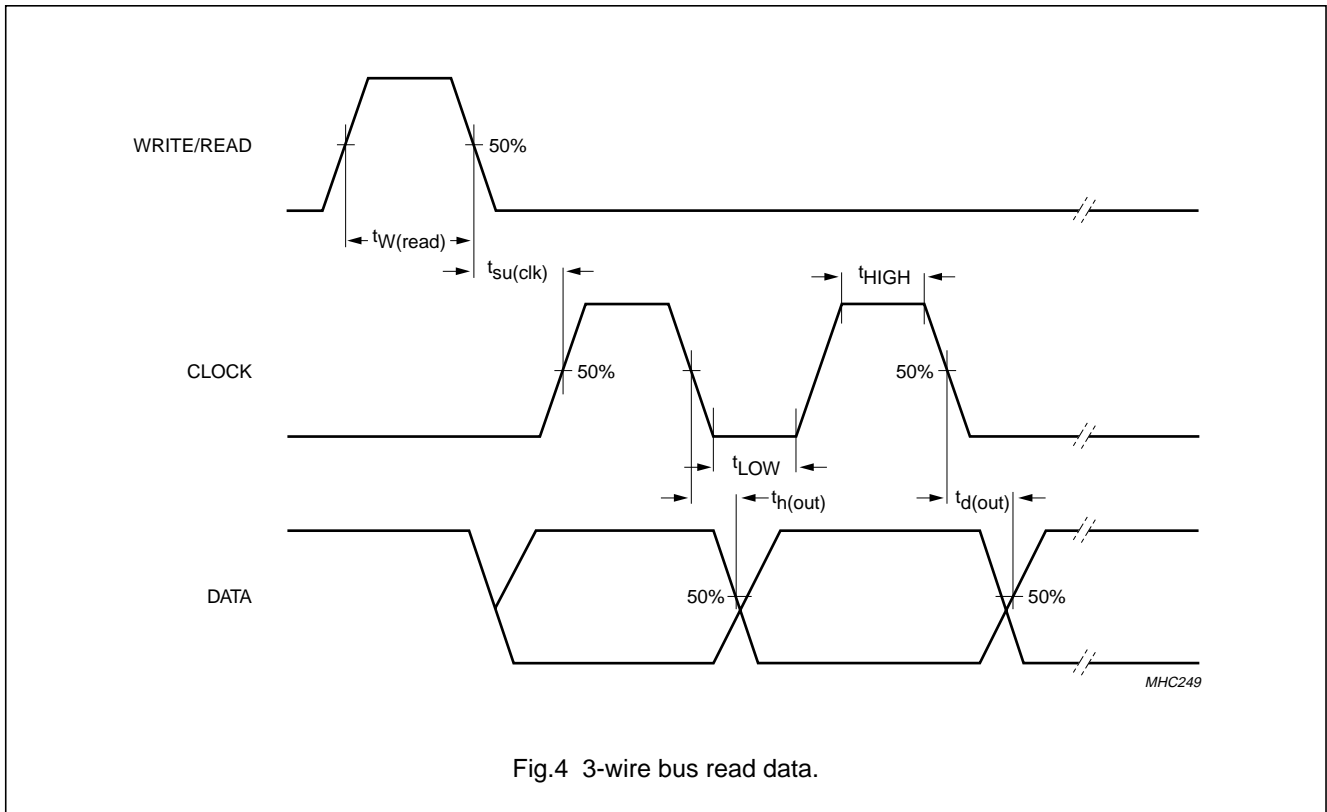 WRITE/READ
50%
tW(read)
tsu(clk)
tHIGH
CLOCK
50%
50%
tLOW
th(out)
td(out)
DATA
50%
50%
MHC249
Fig.4 3-wire bus read data.